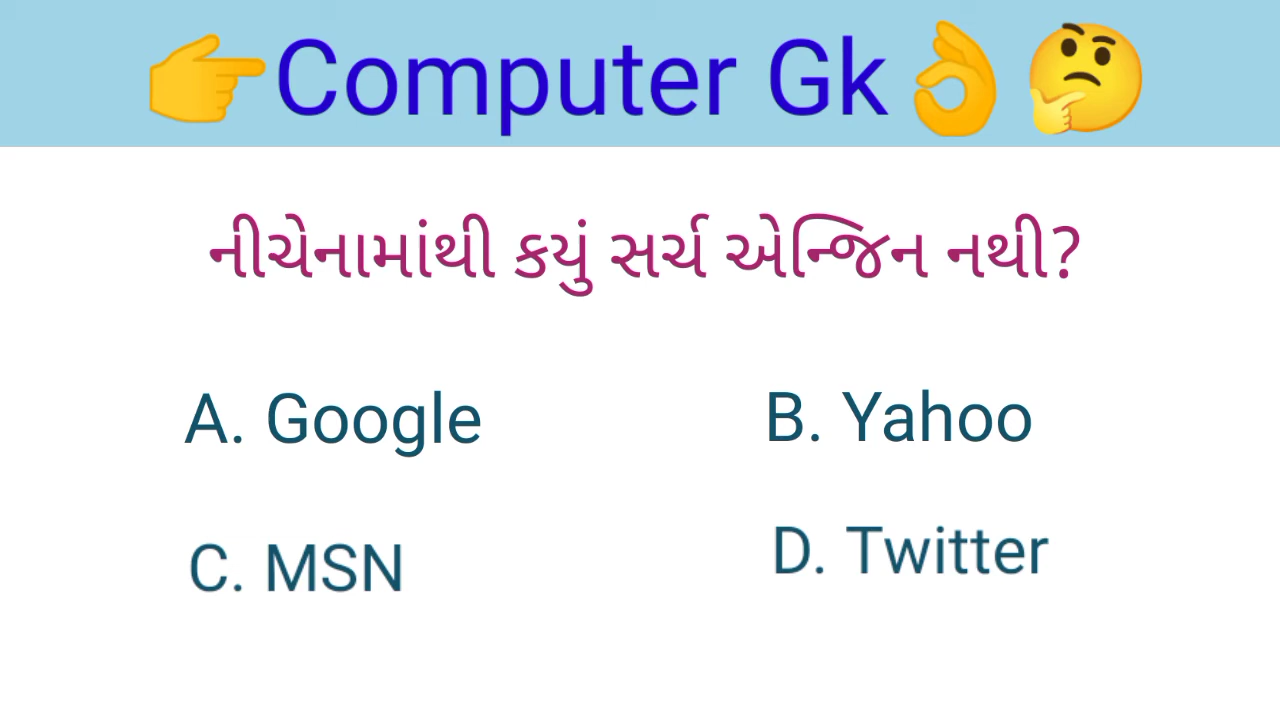 👉Computer Gk👌🤔
નીચેનામાંથી કયું સર્ચ એન્જિન નથી?
A. Google
B. Yahoo
C. MSN
D. Twitter